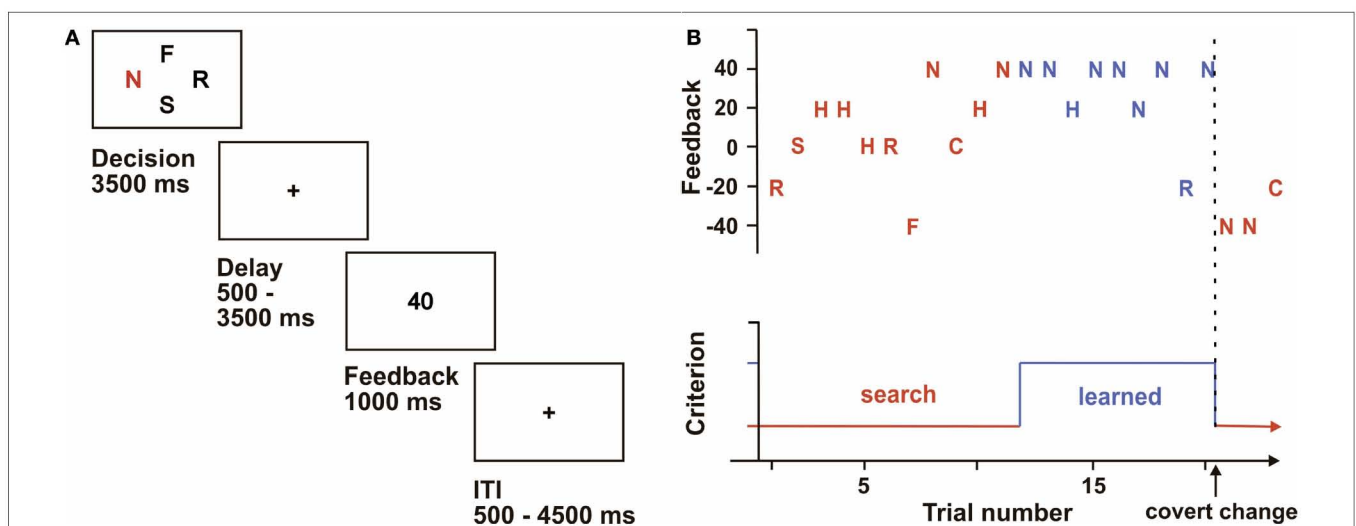 A
F
N R
S
Decision
3500 ms
+
Delay
500 -
3500 ms
40
Feedback
1000 ms
+
ITI
500 - 4500 ms
B
Feedback
40
20
0
-20
-40
N N N N N N N
H H H H N
S H R C
R R C
F N N
Criterion
search
learned
5
15
Trial number
covert change